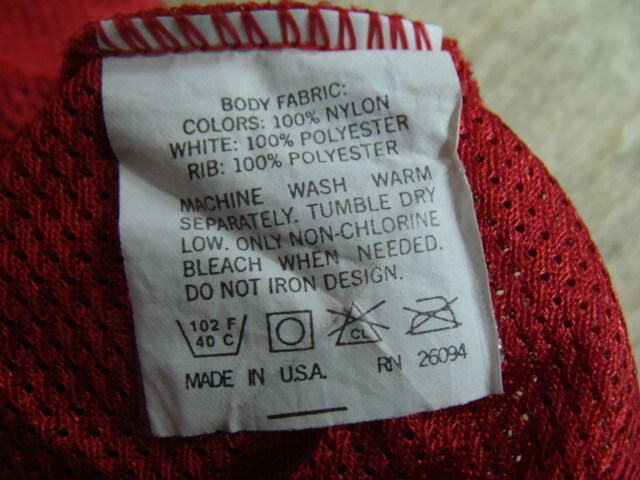 BODY FABRIC:
COLORS: 100% NYLON
WHITE: 100% POLYESTER
RIB: 100% POLYESTER
MACHINE WASH WARM
SEPARATELY. TUMBLE DRY
LOW. ONLY NON-CHLORINE
BLEACH WHEN NEEDED.
DO NOT IRON DESIGN.
102 F
40 C
CL
MADE IN U.S.A. RN 26094